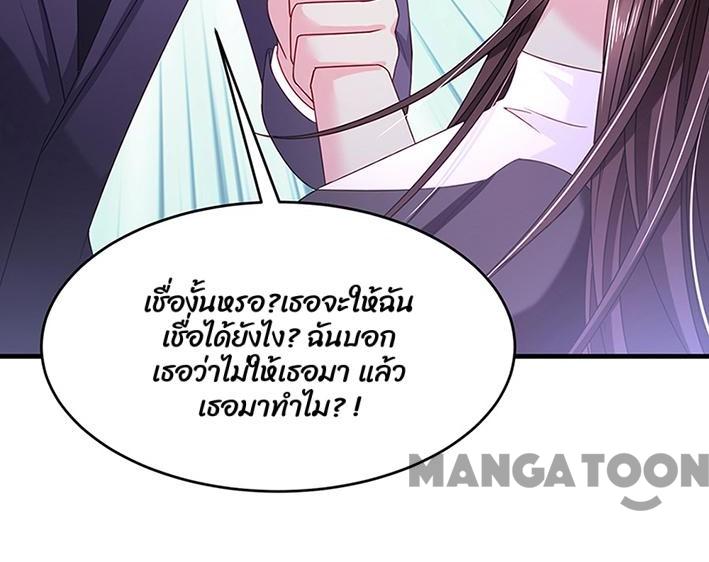 เชื่องั้นหรอ?เธอจะให้ฉัน
เชื่อได้ยังไง? ฉันบอก
เธอว่าไม่ให้เธอมา แล้ว
เธอมาทำไม?!
MANGATOON